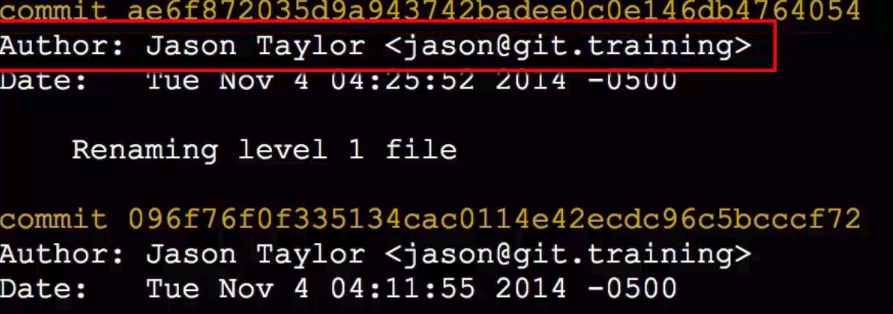 commit ae6f872035d9a943742badee0c0e146db4764054
Author: Jason Taylor <jason@git.training>
Date:   Tue Nov 4 04:25:52 2014 -0500
Renaming level 1 file
commit 096f76f0f335134cac0114e42ecdc96c5bcccf72
Author: Jason Taylor <jason@git.training>
Date:   Tue Nov 4 04:11:55 2014 -0500